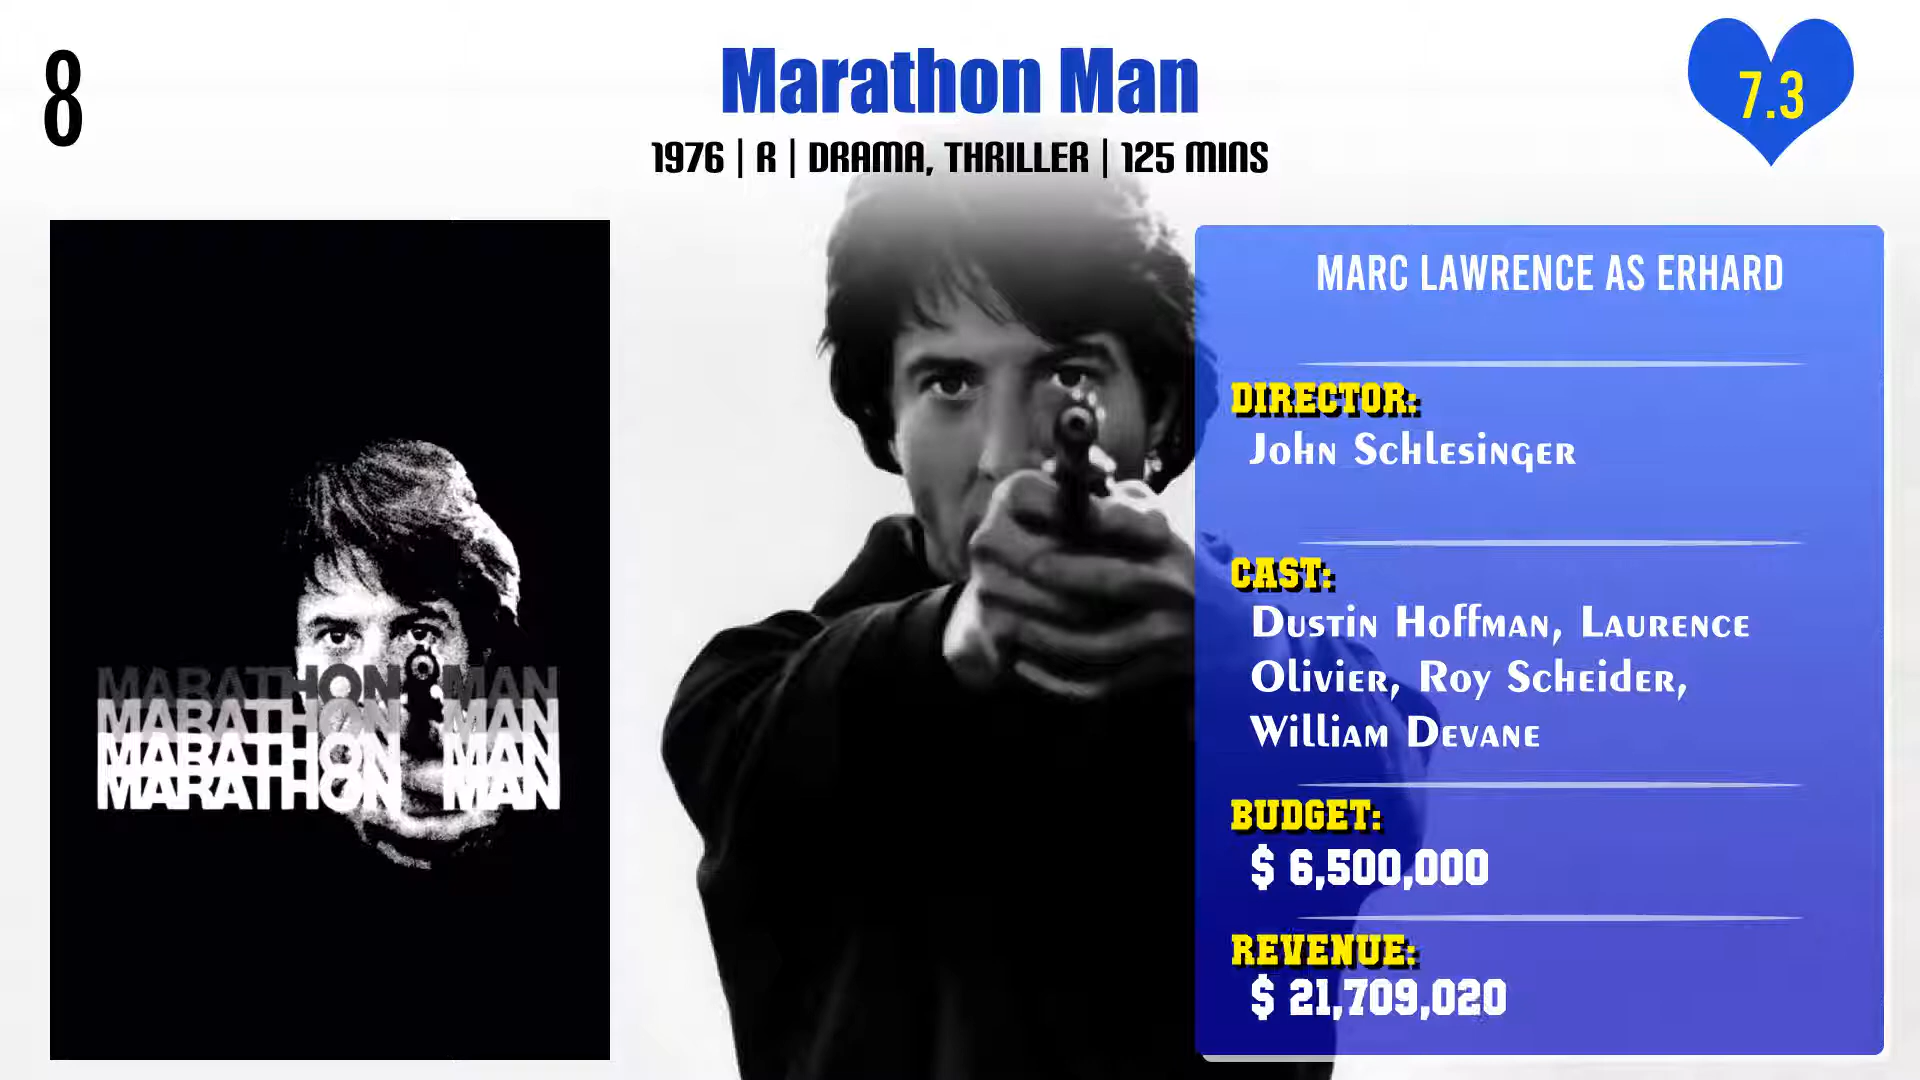 8
Marathon Man
1976 | R | DRAMA, THRILLER | 125 MINS
7.3
MARATHON MAN
MARATHON MAN
MARATHON MAN
MARATHON MAN
MARC LAWRENCE AS ERHARD
DIRECTOR:
John Schlesinger
CAST:
Dustin Hoffman, Laurence
Olivier, Roy Scheider,
William Devane
BUDGET:
$ 6,500,000
REVENUE:
$ 21,709,020